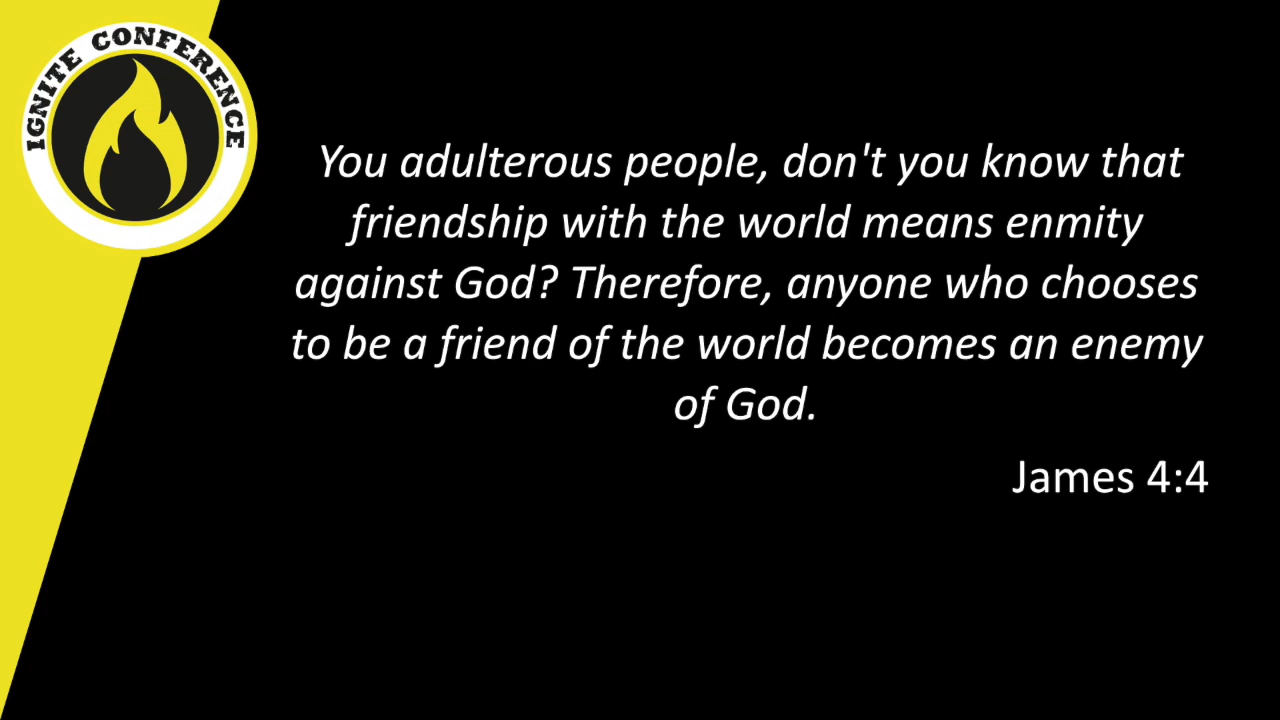 IGNITE CONFERENCE
You adulterous people, don't you know that
friendship with the world means enmity
against God? Therefore, anyone who chooses
to be a friend of the world becomes an enemy
of God.
James 4:4